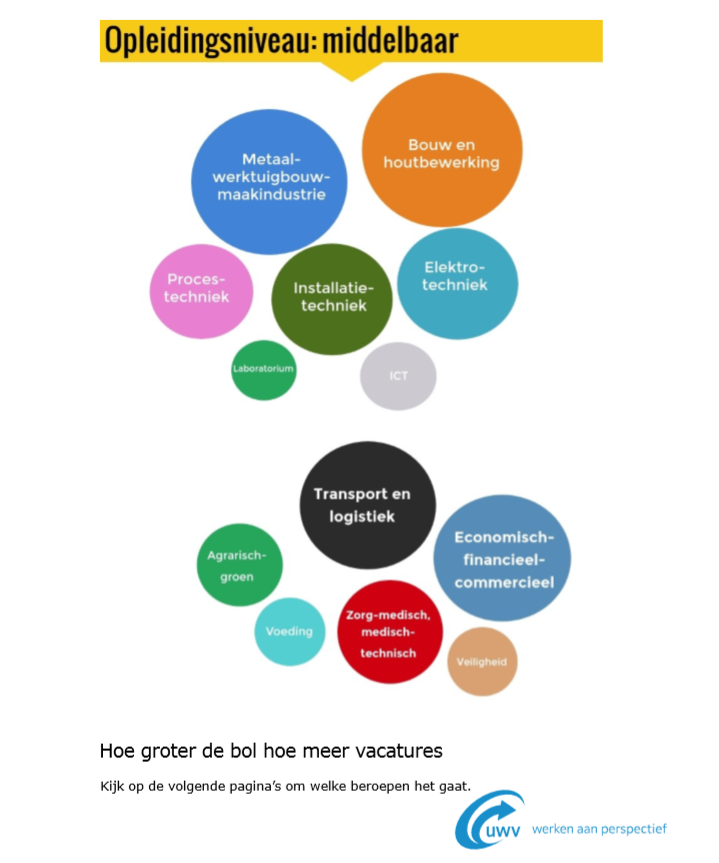 Opleidingsniveau: middelbaar
Bouw en
houtbewerking
Metaal-
werktuigbouw-
maakindustrie
Proces-
techniek
Installatie-
techniek
Elektro-
techniek
Laboratorium
ICT
Transport en
logistiek
Economisch-
financieel-
commercieel
Agrarisch-
groen
Voeding
Zorg-medisch,
medisch-
technisch
Veiligheid
Hoe groter de bol hoe meer vacatures
Kijk op de volgende pagina’s om welke beroepen het gaat.
uwv werken aan perspectief